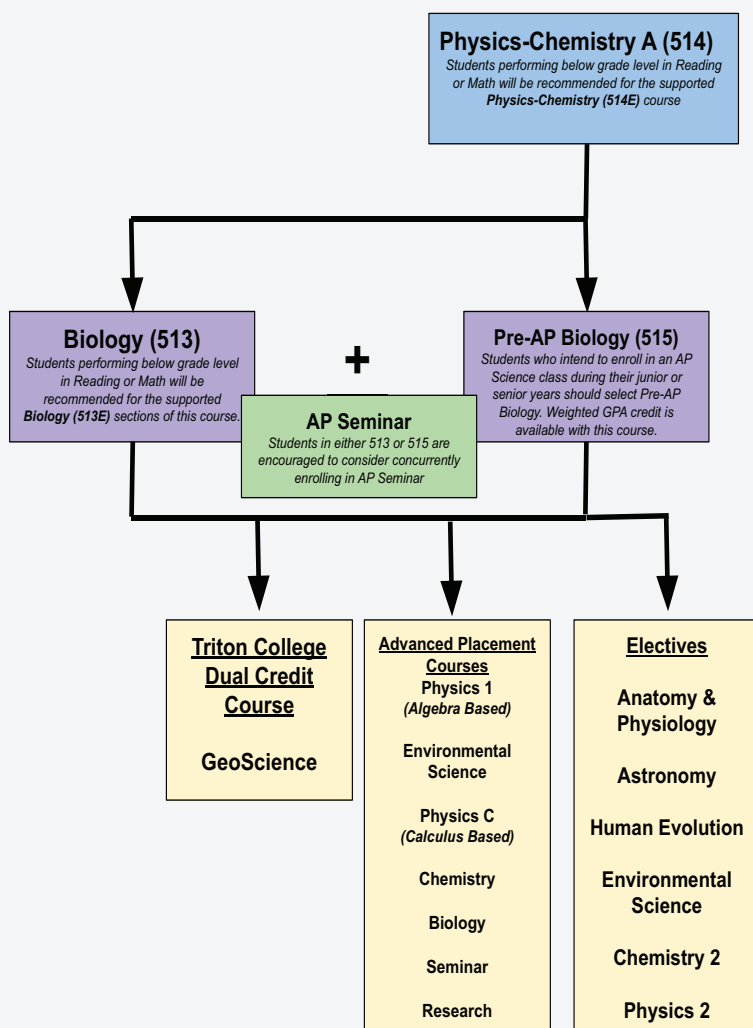 Physics-Chemistry A (514)
Students performing below grade level in Reading
or Math will be recommended for the supported
Physics-Chemistry (514E) course
Biology (513)
Students performing below grade level
in Reading or Math will be
recommended for the supported
Biology (513E) sections of this course.
+
Pre-AP Biology (515)
Students who intend to enroll in an AP
Science class during their junior or
senior years should select Pre-AP
Biology. Weighted GPA credit is
available with this course.
AP Seminar
Students in either 513 or 515 are
encouraged to consider concurrently
enrolling in AP Seminar
Triton College
Dual Credit
Course
GeoScience
Advanced Placement
Courses
Physics 1
(Algebra Based)
Environmental
Science
Physics C
(Calculus Based)
Chemistry
Biology
Seminar
Research
Electives
Anatomy &
Physiology
Astronomy
Human Evolution
Environmental
Science
Chemistry 2
Physics 2